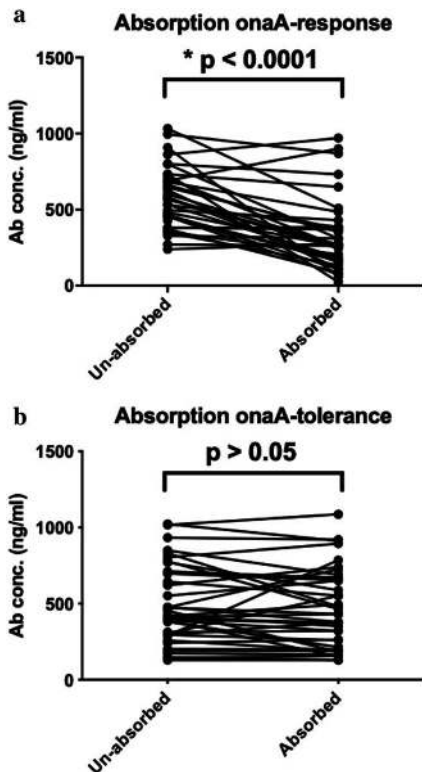 a
Absorption onaA-response
* p < 0.0001
1500
1000
500
0
Ab conc. (ng/ml)
Un-absorbed
Absorbed
b
Absorption onaA-tolerance
p > 0.05
1500
1000
500
0
Ab conc. (ng/ml)
Un-absorbed
Absorbed